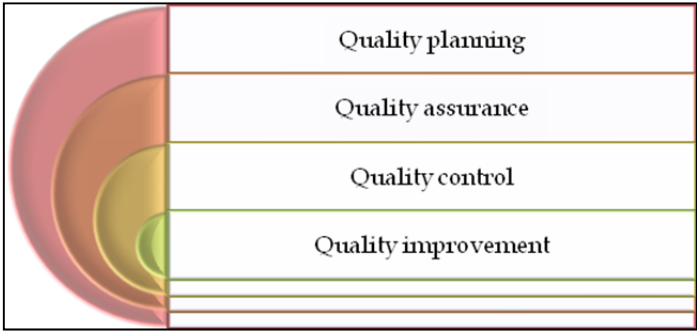 Quality planning
Quality assurance
Quality control
Quality improvement